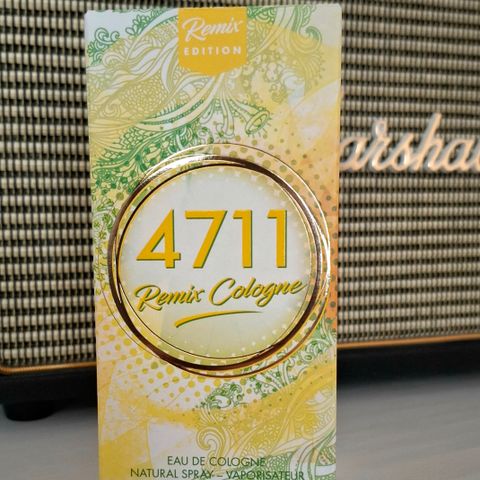 Remix
EDITION
4711
Remix Cologne
EAU DE COLOGNE
NATURAL SPRAY – VAPORISATEUR